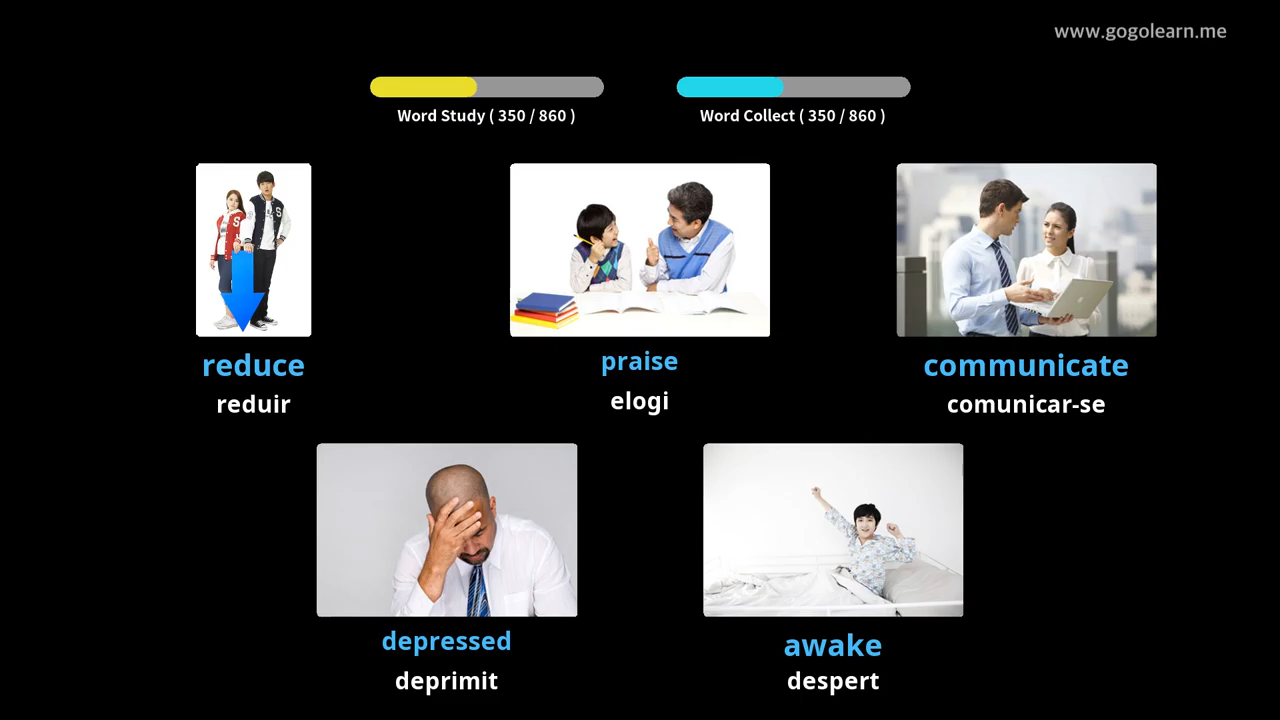 www.gogolearn.me
Word Study ( 350 / 860 )
Word Collect ( 350 / 860 )
reduce
reduir
praise
elogi
communicate
comunicar-se
depressed
deprimit
awake
despert